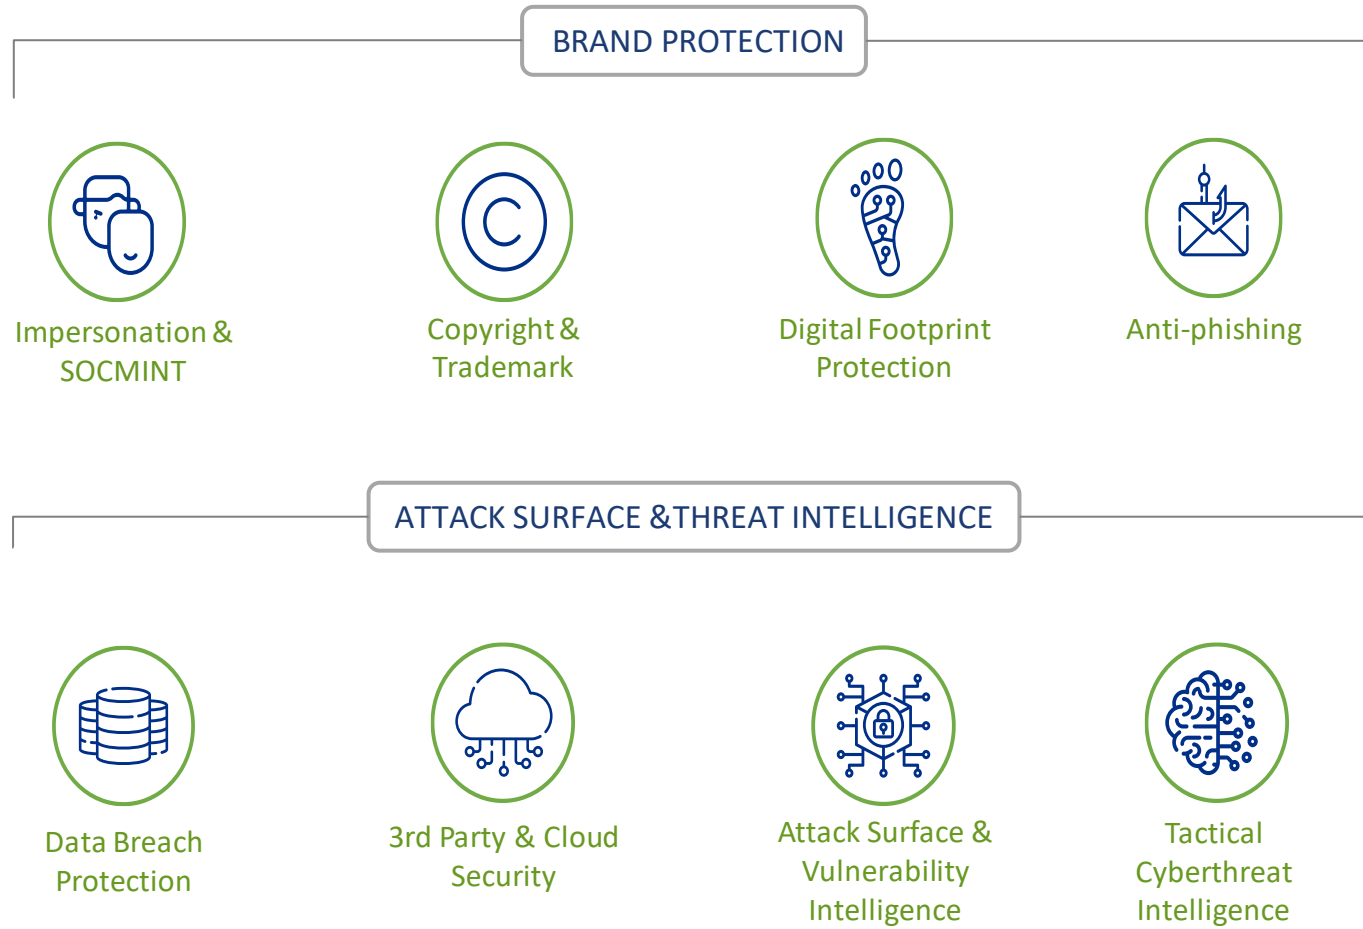 BRAND PROTECTION
Impersonation &
SOCMINT
Copyright &
Trademark
Digital Footprint
Protection
Anti-phishing
ATTACK SURFACE &THREAT INTELLIGENCE
Data Breach
Protection
3rd Party & Cloud
Security
Attack Surface &
Vulnerability
Intelligence
Tactical
Cyberthreat
Intelligence